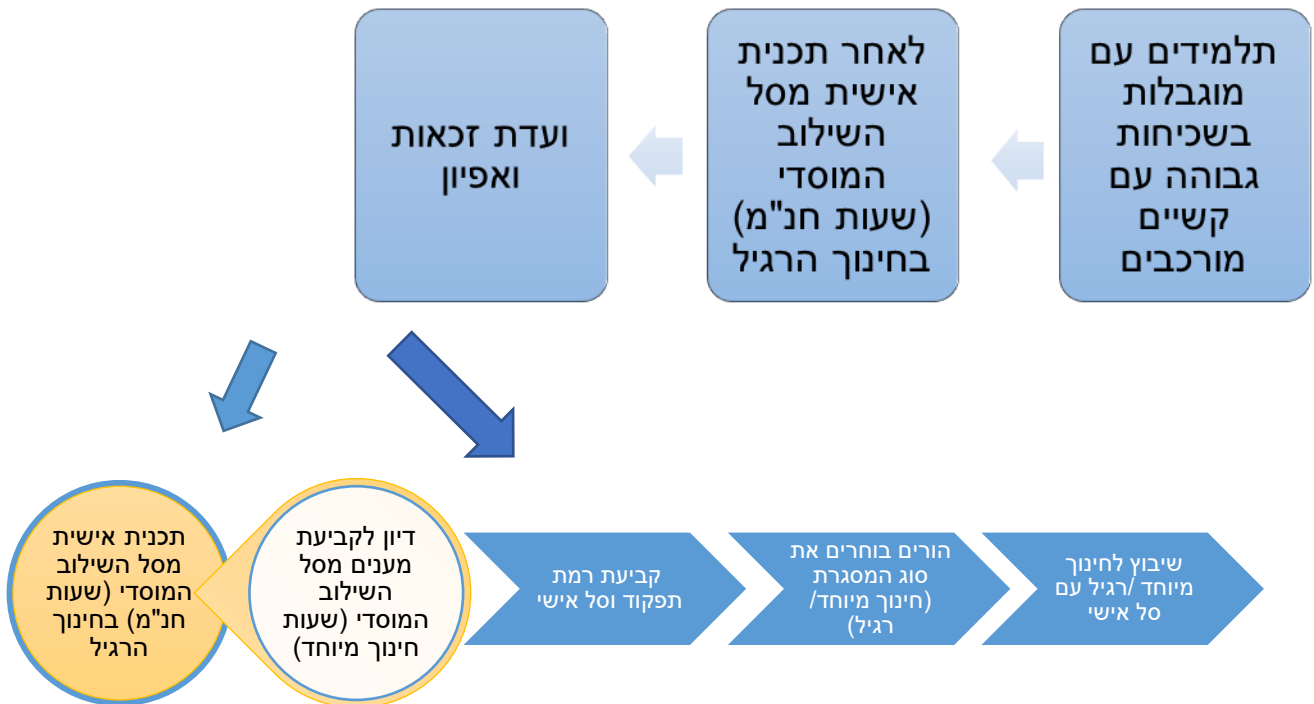 תלמידים עם
מוגבלות
בשכיחות
גבוהה עם
קשיים
מורכבים
לאחר תכנית
אישית מסל
השילוב
המוסדי
(שעות חנ"מ)
בחינוך הרגיל
ועדת זכאות
ואפיון
תכנית אישית
מסל השילוב
המוסדי (שעות
חנ"מ) בחינוך
הרגיל
דיון לקביעת
מענים מסל
השילוב
המוסדי (שעות
חינוך מיוחד)
קביעת רמת
תפקוד וסל אישי
הורים בוחרים את
סוג המסגרת
(חינוך מיוחד/
רגיל)
שיבוץ לחינוך
מיוחד /רגיל עם
סל אישי